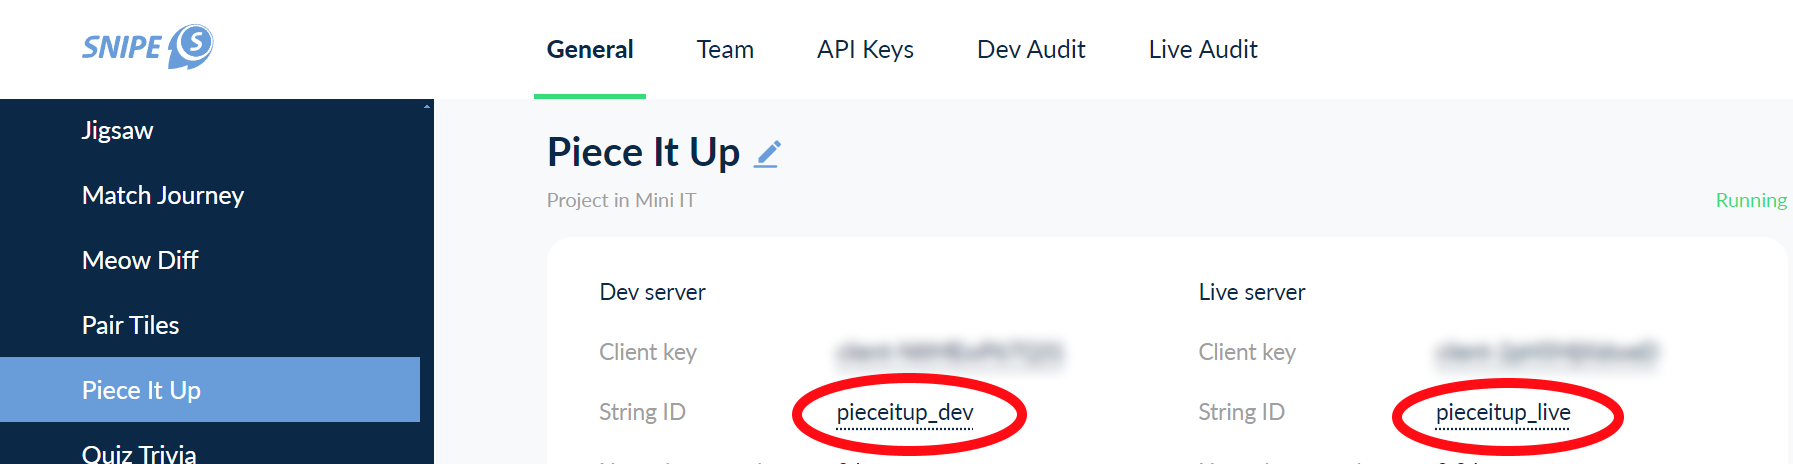 SNIPE S
General Team API Keys Dev Audit Live Audit
Jigsaw
Match Journey
Meow Diff
Pair Tiles
Piece It Up
Quiz Trivia
Piece It Up
Project in Mini IT
Running
Dev server
Client key
String ID pieceitup_dev
Live server
Client key
String ID pieceitup_live